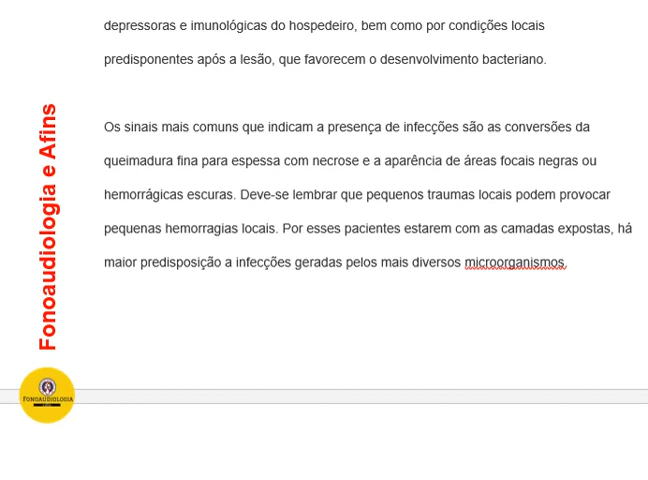 depressoras e imunológicas do hospedeiro, bem como por condições locais
predisponentes após a lesão, que favorecem o desenvolvimento bacteriano.
Os sinais mais comuns que indicam a presença de infecções são as conversões da
queimadura fina para espessa com necrose e a aparência de áreas focais negras ou
hemorrágicas escuras. Deve-se lembrar que pequenos traumas locais podem provocar
pequenas hemorragias locais. Por esses pacientes estarem com as camadas expostas, há
maior predisposição a infecções geradas pelos mais diversos microorganismos.
Fonoaudiologia e Afins
FONOAUDIOLOGIA